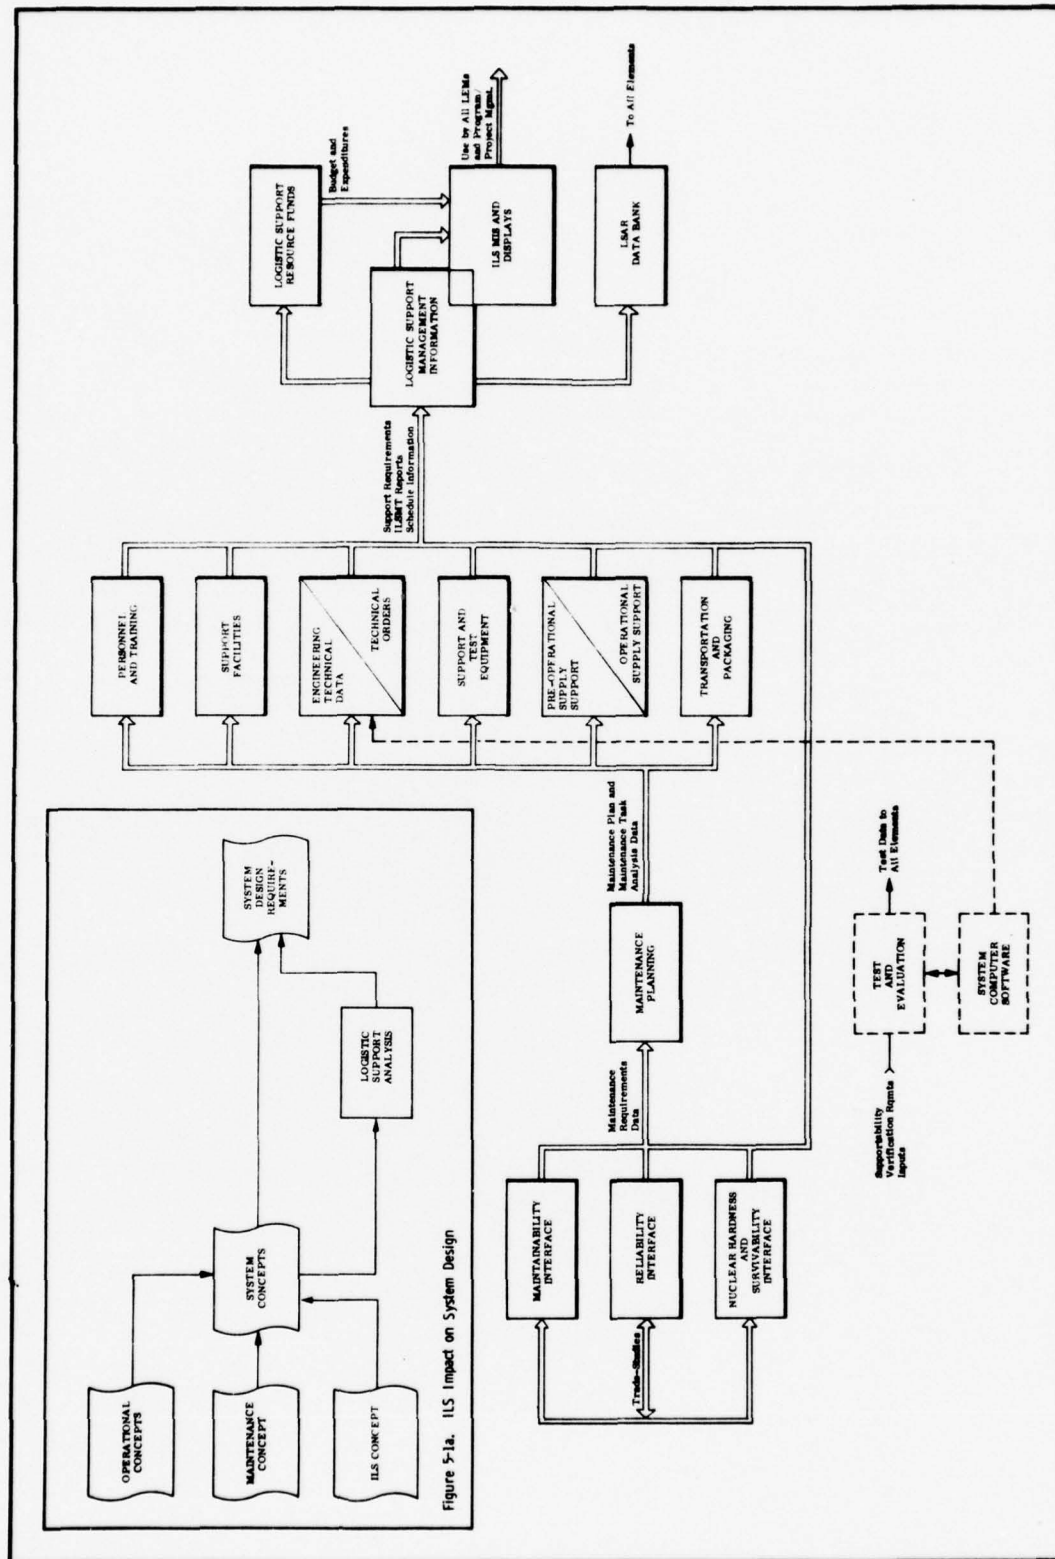 OPERATIONAL
CONCEPTS
MAINTENANCE
CONCEPT
ILS CONCEPT
SYSTEM
CONCEPTS
LOGISTIC
SUPPORT
ANALYSIS
SYSTEM
DESIGN
REQUIRE-
MENTS
Figure 5-1a. ILS Impact on System Design
Trade-Studies
MAINTAINABILITY
INTERFACE
RELIABILITY
INTERFACE
NUCLEAR HARDNESS
AND
SURVIVABILITY
INTERFACE
Maintenance
Requirements
Data
MAINTENANCE
PLANNING
Maintenance Plan and
Maintenance Task
Analysis Data
PERSONNEL
AND TRAINING
SUPPORT
FACILITIES
ENGINEERING
TECHNICAL
DATA
TECHNICAL
ORDERS
SUPPORT AND
TEST
EQUIPMENT
PRE-OPERATIONAL
SUPPLY
SUPPORT
OPERATIONAL
SUPPLY SUPPORT
TRANSPORTATION
AND
PACKAGING
Support Requirements
ILSMT Reports
Schedule Information
LOGISTIC SUPPORT
MANAGEMENT
INFORMATION
LOGISTIC SUPPORT
RESOURCE FUNDS
Budget and
Expenditures
ILS MIS AND
DISPLAYS
Use by All LEMs
and Program/
Project Mgmt.
LSAR
DATA BANK
To All Elements
Supportability
Verification Rqmts
Inputs
TEST
AND
EVALUATION
Test Data to
All Elements
SYSTEM
COMPUTER
SOFTWARE